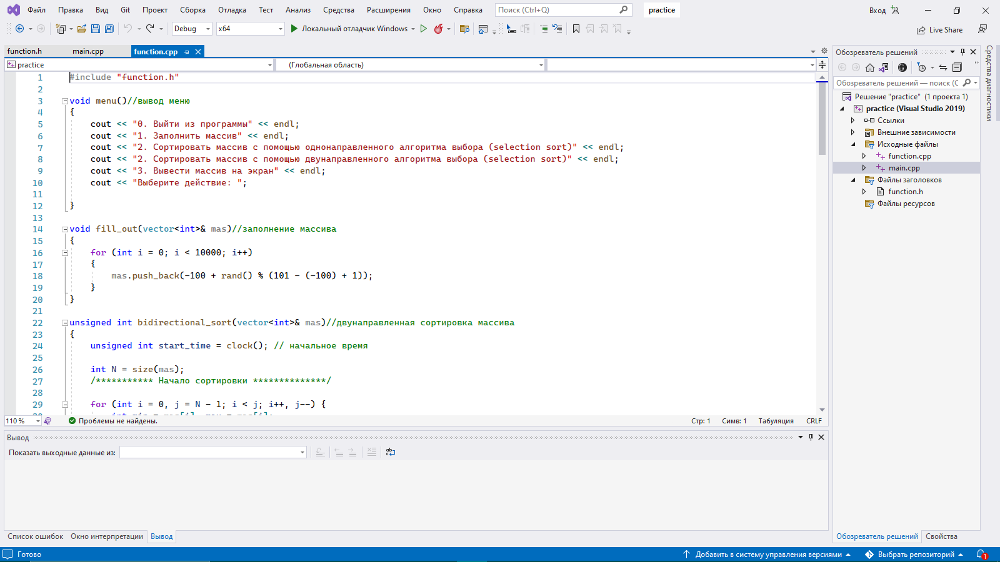 Файл Правка Вид Git Проект Сборка Отладка Тест Анализ Средства Расширения Окно Справка Поиск (Ctrl+Q) practice Вход
Debug x64 Локальный отладчик Windows Live Share
function.h main.cpp function.cpp
practice (Глобальная область)
1 #include "function.h"
2
3 void menu()//вывод меню
4 {
5 cout << "0. Выйти из программы" << endl;
6 cout << "1. Заполнить массив" << endl;
7 cout << "2. Сортировать массив с помощью однонаправленного алгоритма выбора (selection sort)" << endl;
8 cout << "2. Сортировать массив с помощью двунаправленного алгоритма выбора (selection sort)" << endl;
9 cout << "3. Вывести массив на экран" << endl;
10 cout << "Выберите действие: ";
11
12 }
13
14 void fill_out(vector<int>& mas)//заполнение массива
15 {
16 for (int i = 0; i < 10000; i++)
17 {
18 mas.push_back(-100 + rand() % (101 - (-100) + 1));
19 }
20 }
21
22 unsigned int bidirectional_sort(vector<int>& mas)//двунаправленная сортировка массива
23 {
24 unsigned int start_time = clock(); // начальное время
25
26 int N = size(mas);
27 /*********** Начало сортировки **************/
28
29 for (int i = 0, j = N - 1; i < j; i++, j--) {
110 % Проблемы не найдены. Стр: 1 Симв: 1 Табуляция CRLF
Вывод
Показать выходные данные из:
Список ошибок Окно интерпретации Вывод
Обозреватель решений
Обозреватель решений — поиск (С
Решение "practice" (1 проекта 1)
practice (Visual Studio 2019)
Ссылки
Внешние зависимости
Исходные файлы
function.cpp
main.cpp
Файлы заголовков
function.h
Файлы ресурсов
Обозреватель решений Свойства
Средства диагностики
Готово Добавить в систему управления версиями Выбрать репозиторий 1